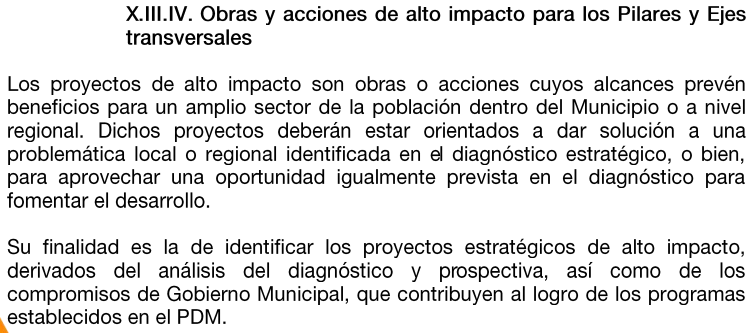 X.III.IV. Obras y acciones de alto impacto para los Pilares y Ejes
transversales
Los proyectos de alto impacto son obras o acciones cuyos alcances prevén
beneficios para un amplio sector de la población dentro del Municipio o a nivel
regional. Dichos proyectos deberán estar orientados a dar solución a una
problemática local o regional identificada en el diagnóstico estratégico, o bien,
para aprovechar una oportunidad igualmente prevista en el diagnóstico para
fomentar el desarrollo.
Su finalidad es la de identificar los proyectos estratégicos de alto impacto,
derivados del análisis del diagnóstico y prospectiva, así como de los
compromisos de Gobierno Municipal, que contribuyen al logro de los programas
establecidos en el PDM.